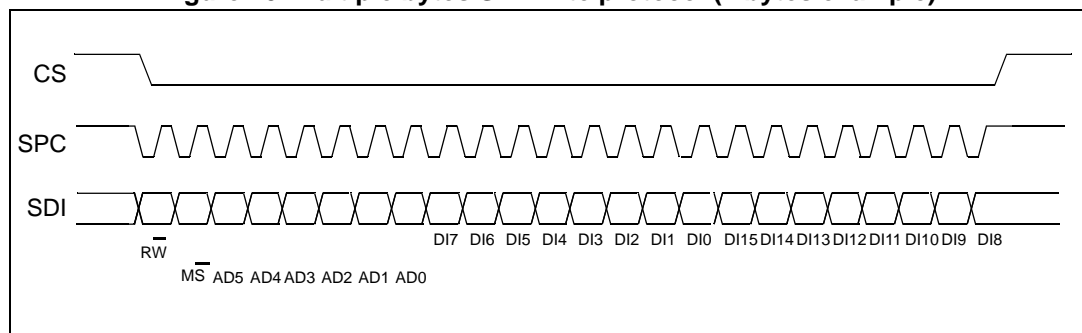 CS
SPC
SDI
RW
DI7 DI6 DI5 DI4 DI3 DI2 DI1 DI0 DI15 DI14 DI13 DI12 DI11 DI10 DI9 DI8
MS AD5 AD4 AD3 AD2 AD1 AD0